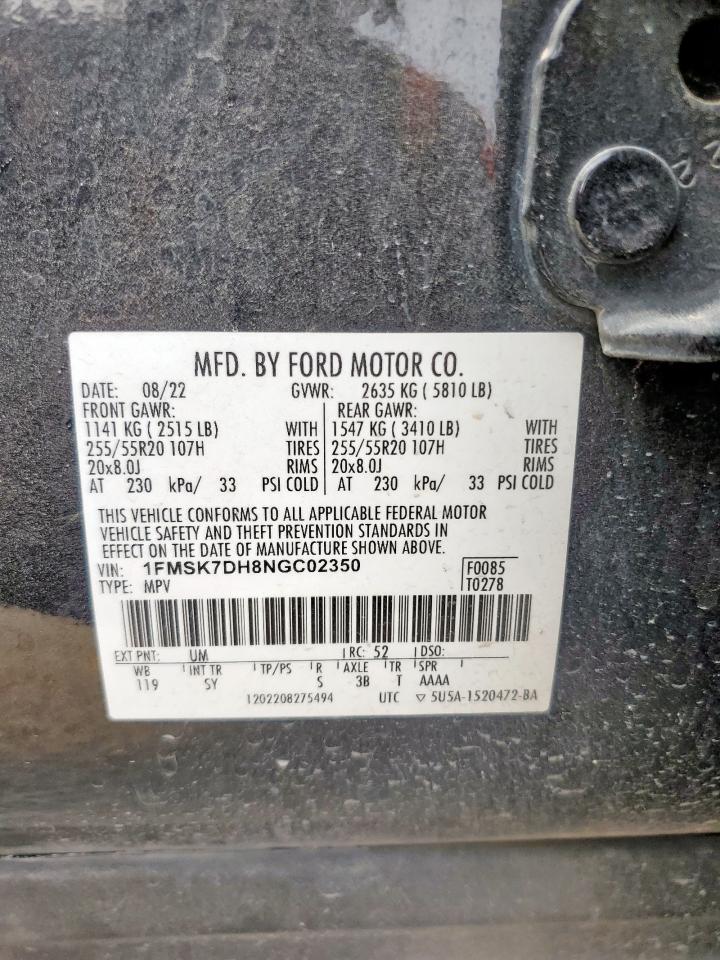 MFD. BY FORD MOTOR CO.
DATE: 08/22 GVWR: 2635 KG ( 5810 LB)
FRONT GAWR: REAR GAWR:
1141 KG ( 2515 LB) WITH 1547 KG ( 3410 LB) WITH
255/55R20 107H TIRES 255/55R20 107H TIRES
20x8.0J RIMS 20x8.0J RIMS
AT 230 kPa/ 33 PSI COLD AT 230 kPa/ 33 PSI COLD
THIS VEHICLE CONFORMS TO ALL APPLICABLE FEDERAL MOTOR
VEHICLE SAFETY AND THEFT PREVENTION STANDARDS IN
EFFECT ON THE DATE OF MANUFACTURE SHOWN ABOVE.
VIN: 1FMSK7DH8NGC02350 F0085
TYPE: MPV T0278
EXT PNT: UM RC: 52 DSO:
WB INT TR TP/PS R AXLE TR SPR
119 SY S 3B T AAAA
1202208275494 UTC ▽ 5U5A-1520472-BA